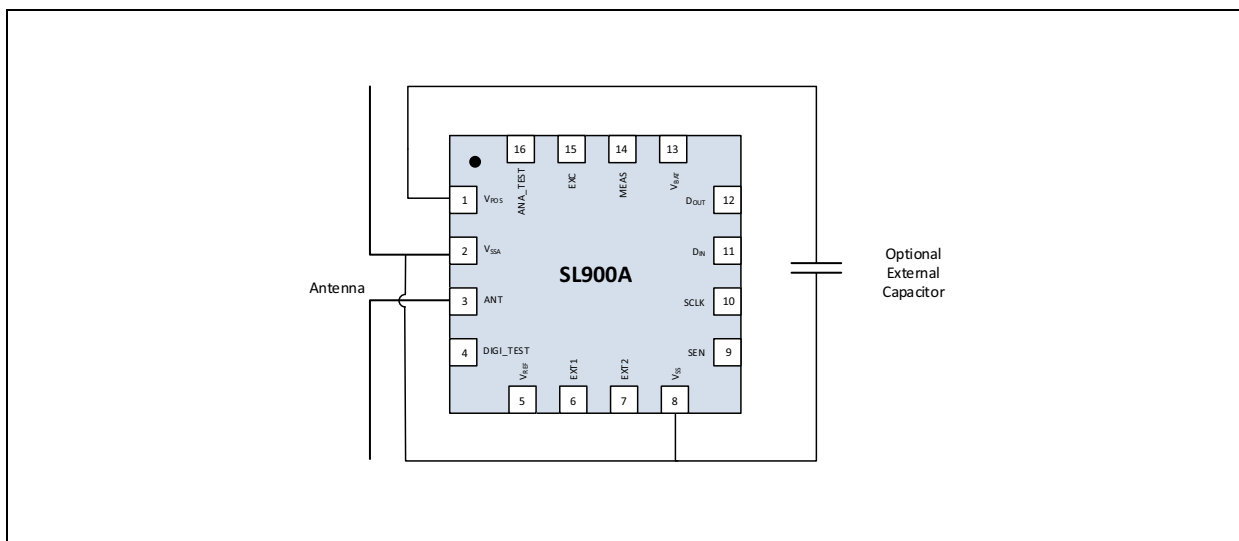 16
15
14
13
ANA_TEST
EXC
MEAS
VBAT
1
VPOS
DOUT
12
2
VSSA
DIN
11
SL900A
Optional
External
Capacitor
Antenna
3
ANT
SCLK
10
4
DIGI_TEST
SEN
9
VREF
EXT1
EXT2
VSS
5
6
7
8